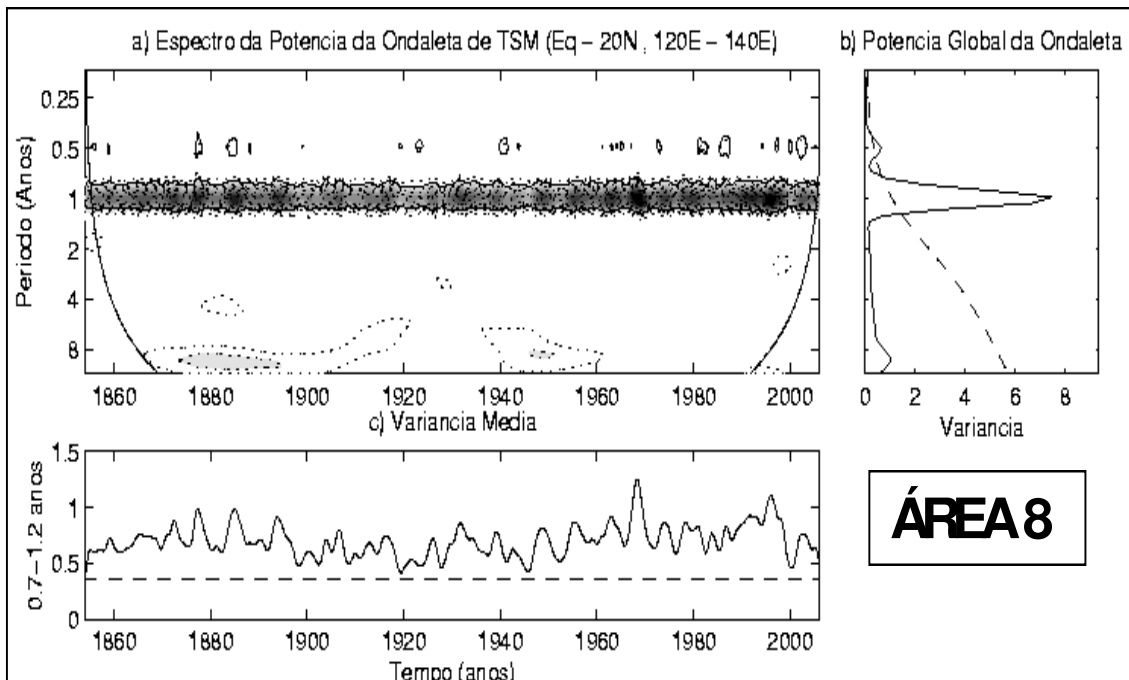 a) Espectro da Potencia da Ondaleta de TSM (Eq – 20N , 120E – 140E)
b) Potencia Global da Ondaleta
Periodo (Anos)
0.25
0.5
1
2
4
8
1860 1880 1900 1920 1940 1960 1980 2000
0 2 4 6 8
Variancia
c) Variancia Media
0.7–1.2 anos
1.5
1
0.5
0
1860 1880 1900 1920 1940 1960 1980 2000
Tempo (anos)
ÁREA 8